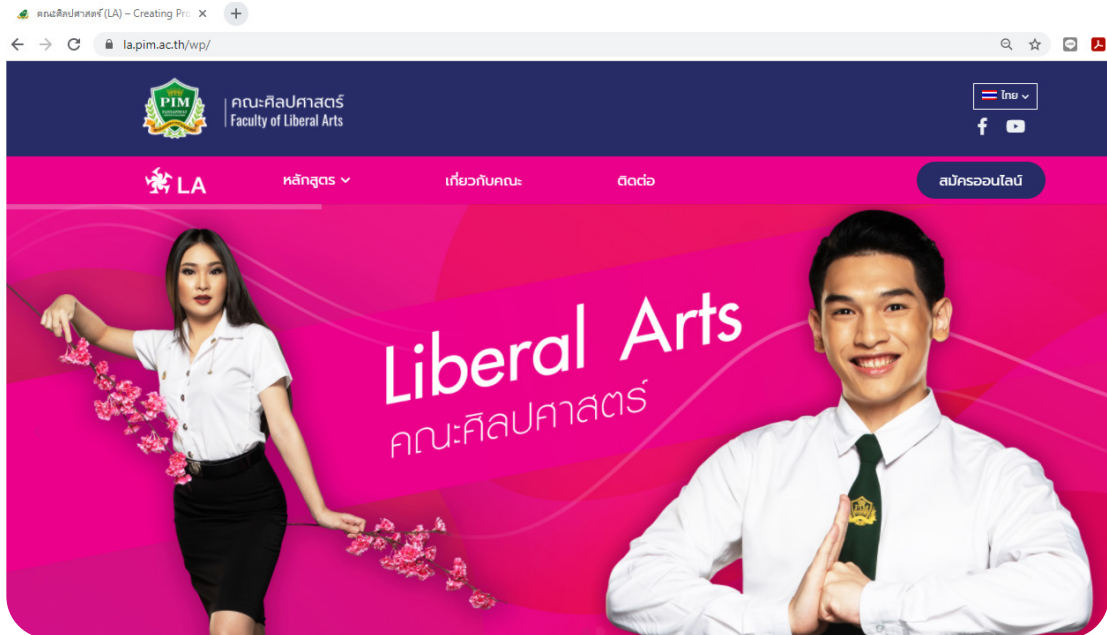 คณะศิลปศาสตร์ (LA) – Creating Pro
la.pim.ac.th/wp/
PIM
คณะศิลปศาสตร์
Faculty of Liberal Arts
ไทย
LA
หลักสูตร
เกี่ยวกับคณะ
ติดต่อ
สมัครออนไลน์
Liberal Arts
คณะศิลปศาสตร์